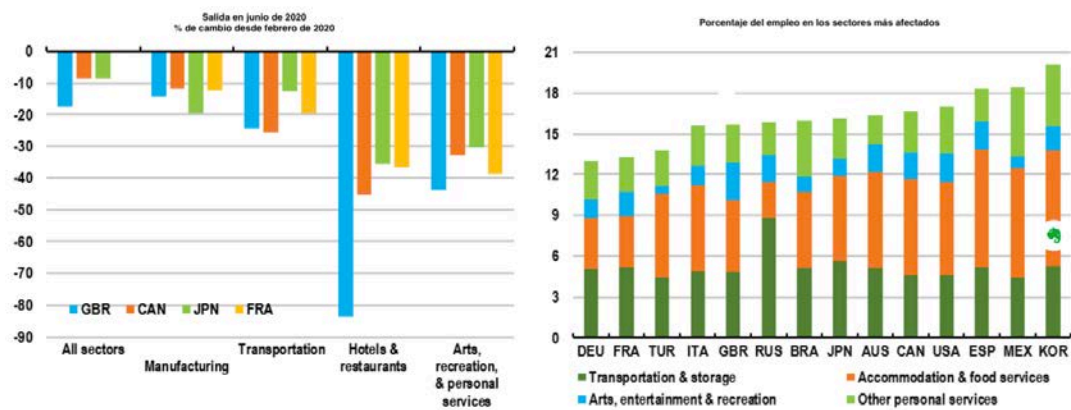 Salida en junio de 2020
% de cambio desde febrero de 2020
-0
-10
-20
-30
-40
-50
-60
-70
-80
-90
GBR CAN JPN FRA
All sectors
Manufacturing
Transportation
Hotels &
restaurants
Arts,
recreation,
& personal
services
Porcentaje del empleo en los sectores más afectados
21
18
15
12
9
6
3
0
DEU FRA TUR ITA GBR RUS BRA JPN AUS CAN USA ESP MEX KOR
Transportation & storage
Accommodation & food services
Arts, entertainment & recreation
Other personal services